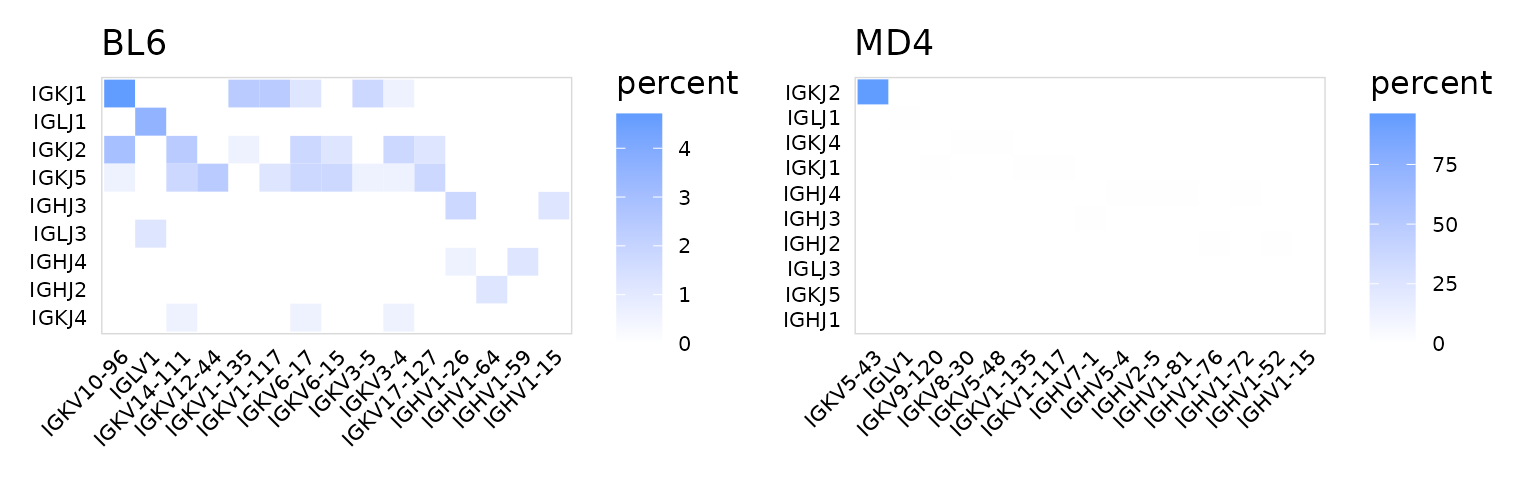 BL6
percent
IGKJ1
IGLJ1
IGKJ2
IGKJ5
IGHJ3
IGLJ3
IGHJ4
IGHJ2
IGKJ4
4
3
2
1
0
IGKV10-96
IGLV1
IGKV14-111
IGKV12-44
IGKV1-135
IGKV1-117
IGKV6-17
IGKV6-15
IGKV3-5
IGKV3-4
IGKV17-127
IGHV1-26
IGHV1-64
IGHV1-59
IGHV1-15
MD4
percent
IGKJ2
IGLJ1
IGKJ4
IGKJ1
IGHJ4
IGHJ3
IGHJ2
IGLJ3
IGKJ5
IGHJ1
75
50
25
0
IGKV5-43
IGLV1
IGKV9-120
IGKV8-30
IGKV5-48
IGKV1-135
IGKV1-117
IGHV7-1
IGHV5-4
IGHV2-5
IGHV1-81
IGHV1-76
IGHV1-72
IGHV1-52
IGHV1-15